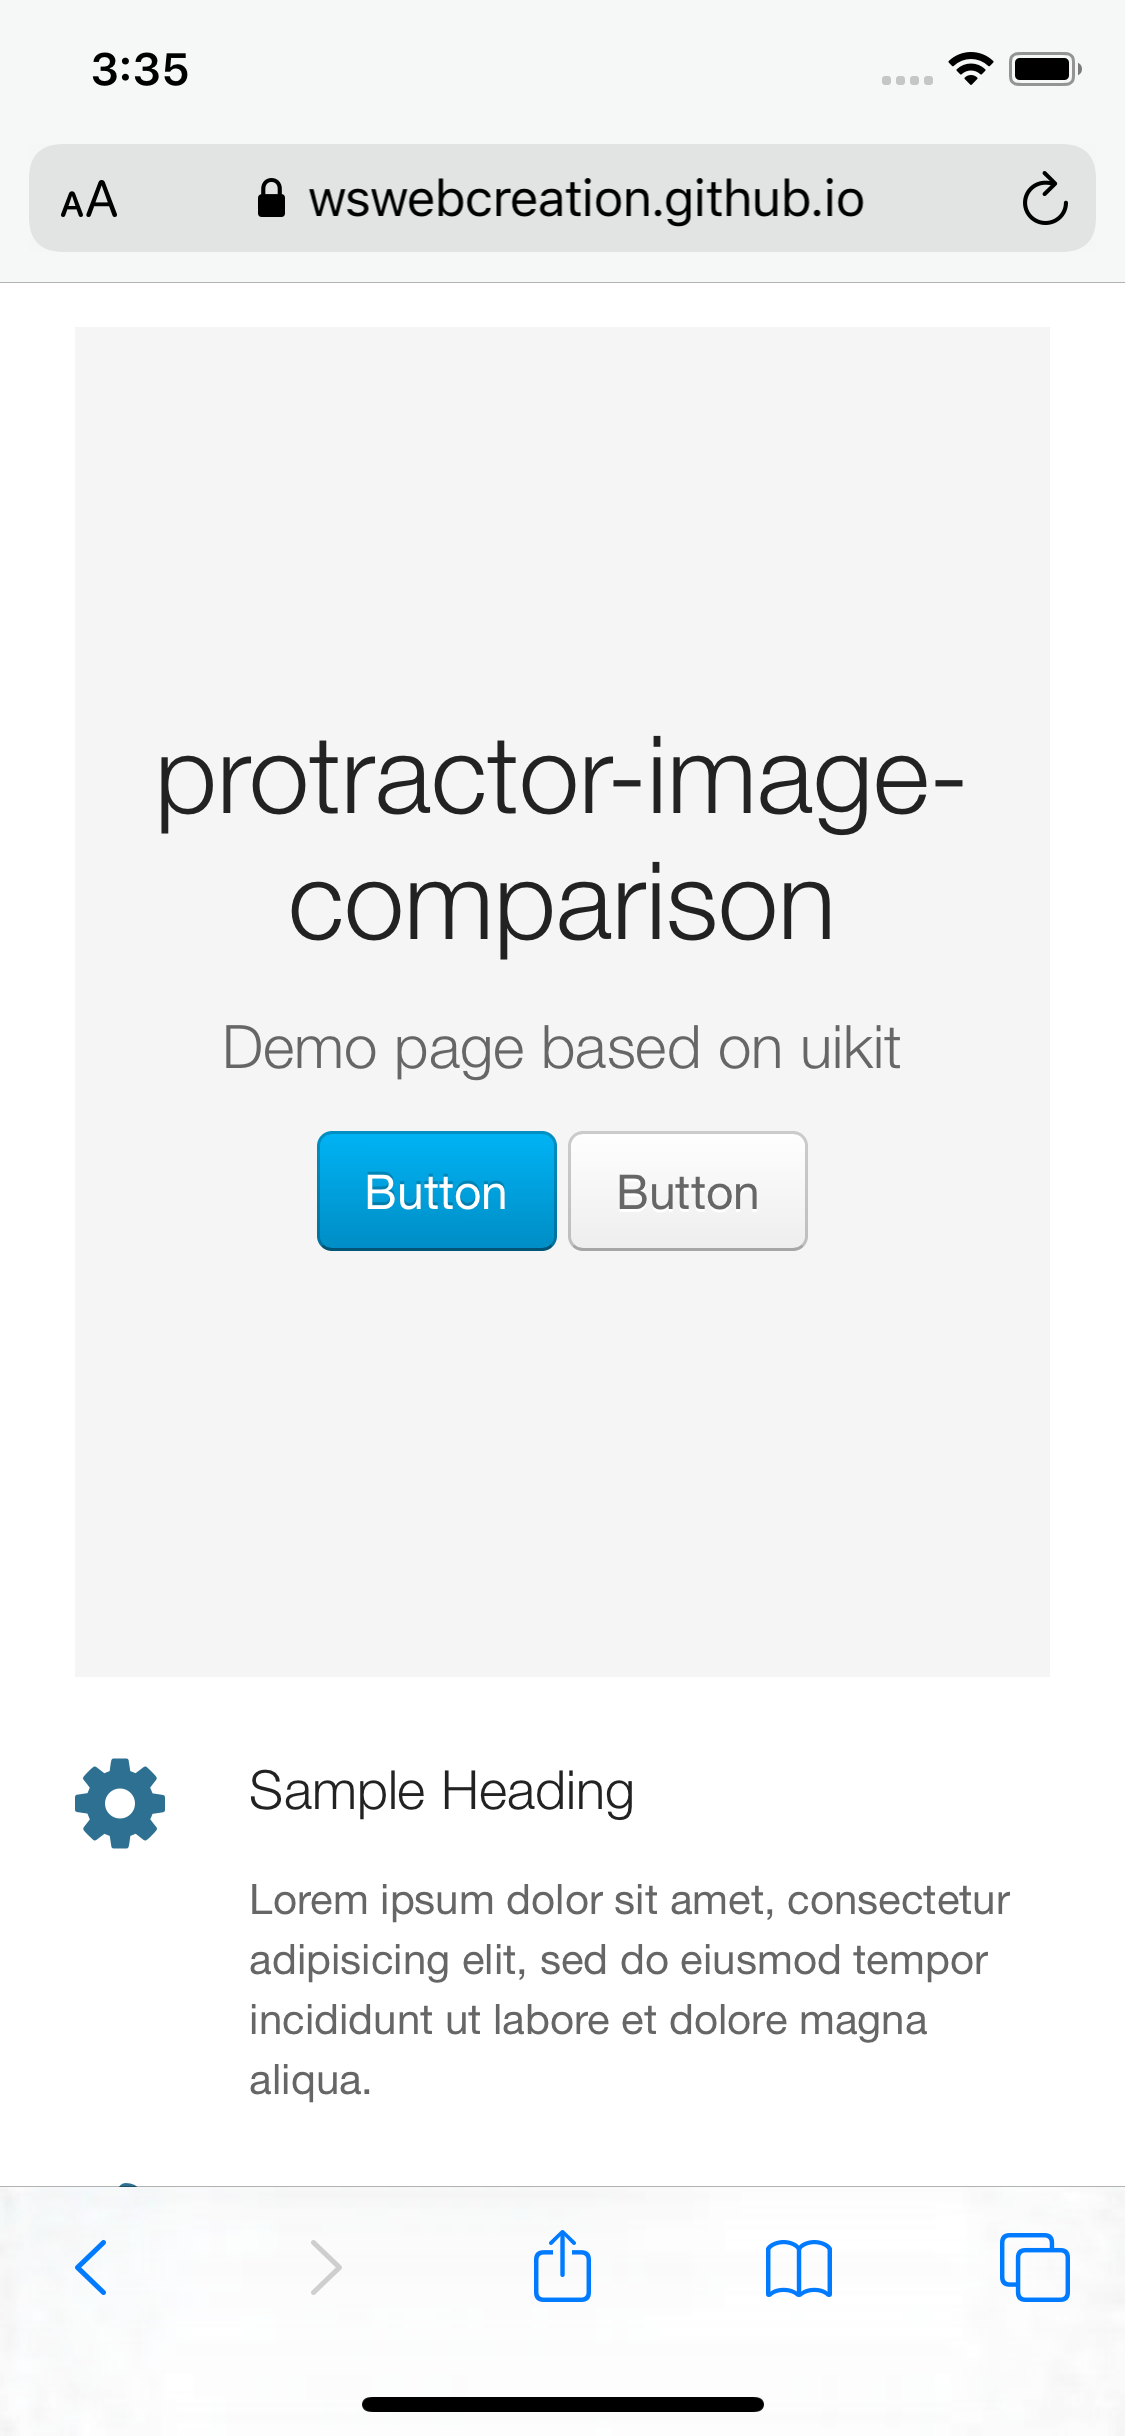 3:35
AA
wswebcreation.github.io
protractor-image-
comparison
Demo page based on uikit
Button Button
Sample Heading
Lorem ipsum dolor sit amet, consectetur
adipisicing elit, sed do eiusmod tempor
incididunt ut labore et dolore magna
aliqua.